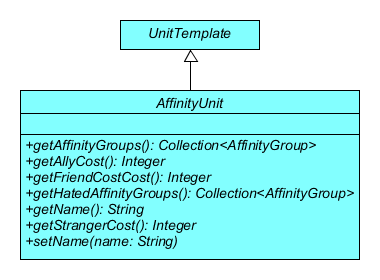 UnitTemplate
AffinityUnit
+getAffinityGroups(): Collection<AffinityGroup>
+getAllyCost(): Integer
+getFriendCostCost(): Integer
+getHatedAffinityGroups(): Collection<AffinityGroup>
+getName(): String
+getStrangerCost(): Integer
+setName(name: String)